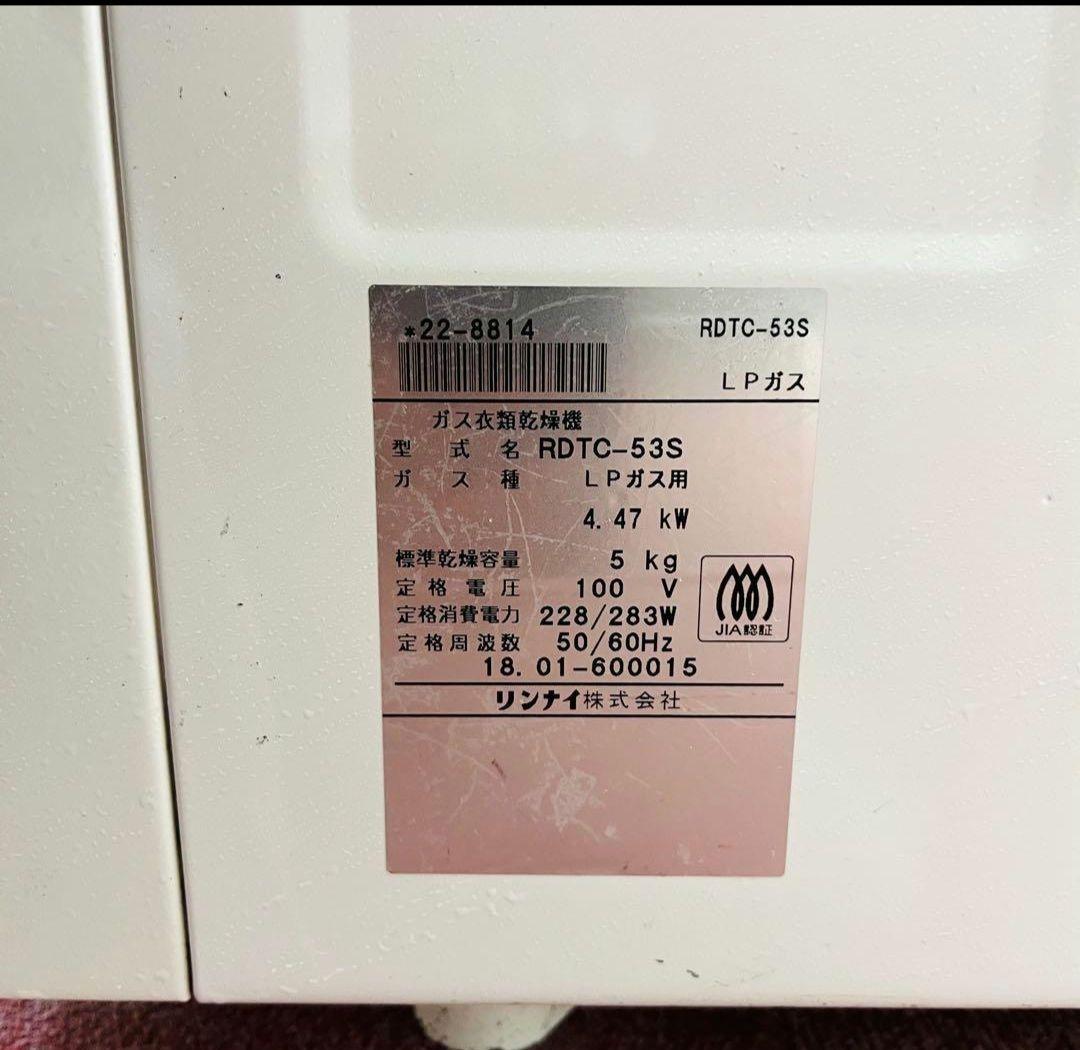 *22-8814 RDTC-53S
LPガス
ガス衣類乾燥機
型式名 RDTC-53S
ガス種 LPガス用
4.47 kW
標準乾燥容量 5 kg
定格電圧 100 V
定格消費電力 228/283W
定格周波数 50/60Hz
JIA認証
18.01-600015
リンナイ株式会社